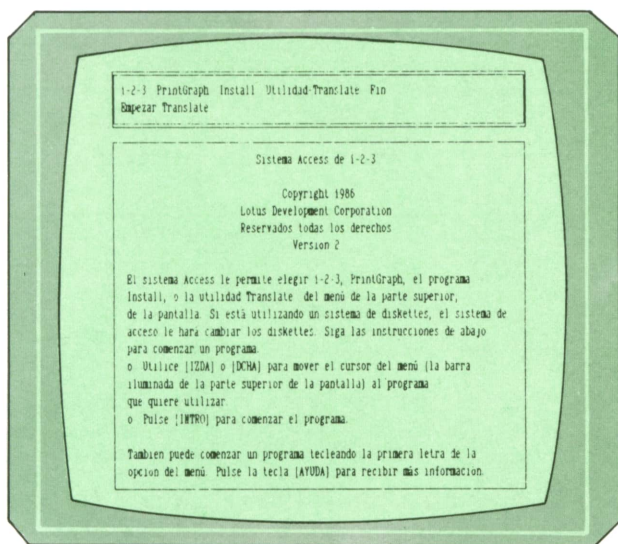 1-2-3 PrintGraph Install Utilidad-Translate Fin
Empezar Translate
Sistema Access de 1-2-3
Copyright 1986
Lotus Development Corporation
Reservados todas los derechos
Version 2
El sistema Access le permite elegir 1-2-3, PrintGraph, el programa
Install, o la utilidad Translate del menú de la parte superior,
de la pantalla. Si está utilizando un sistema de diskettes, el sistema de
acceso le hará cambiar los diskettes. Siga las instrucciones de abajo
para comenzar un programa.
o Utilice [IZDA] o [DCHA] para mover el cursor del menú (la barra
iluminada de la parte superior de la pantalla) al programa
que quiere utilizar.
o Pulse [INTRO] para comenzar el programa.
Tambien puede comenzar un programa tecleando la primera letra de la
opción del menú. Pulse la tecla [AYUDA] para recibir más información.